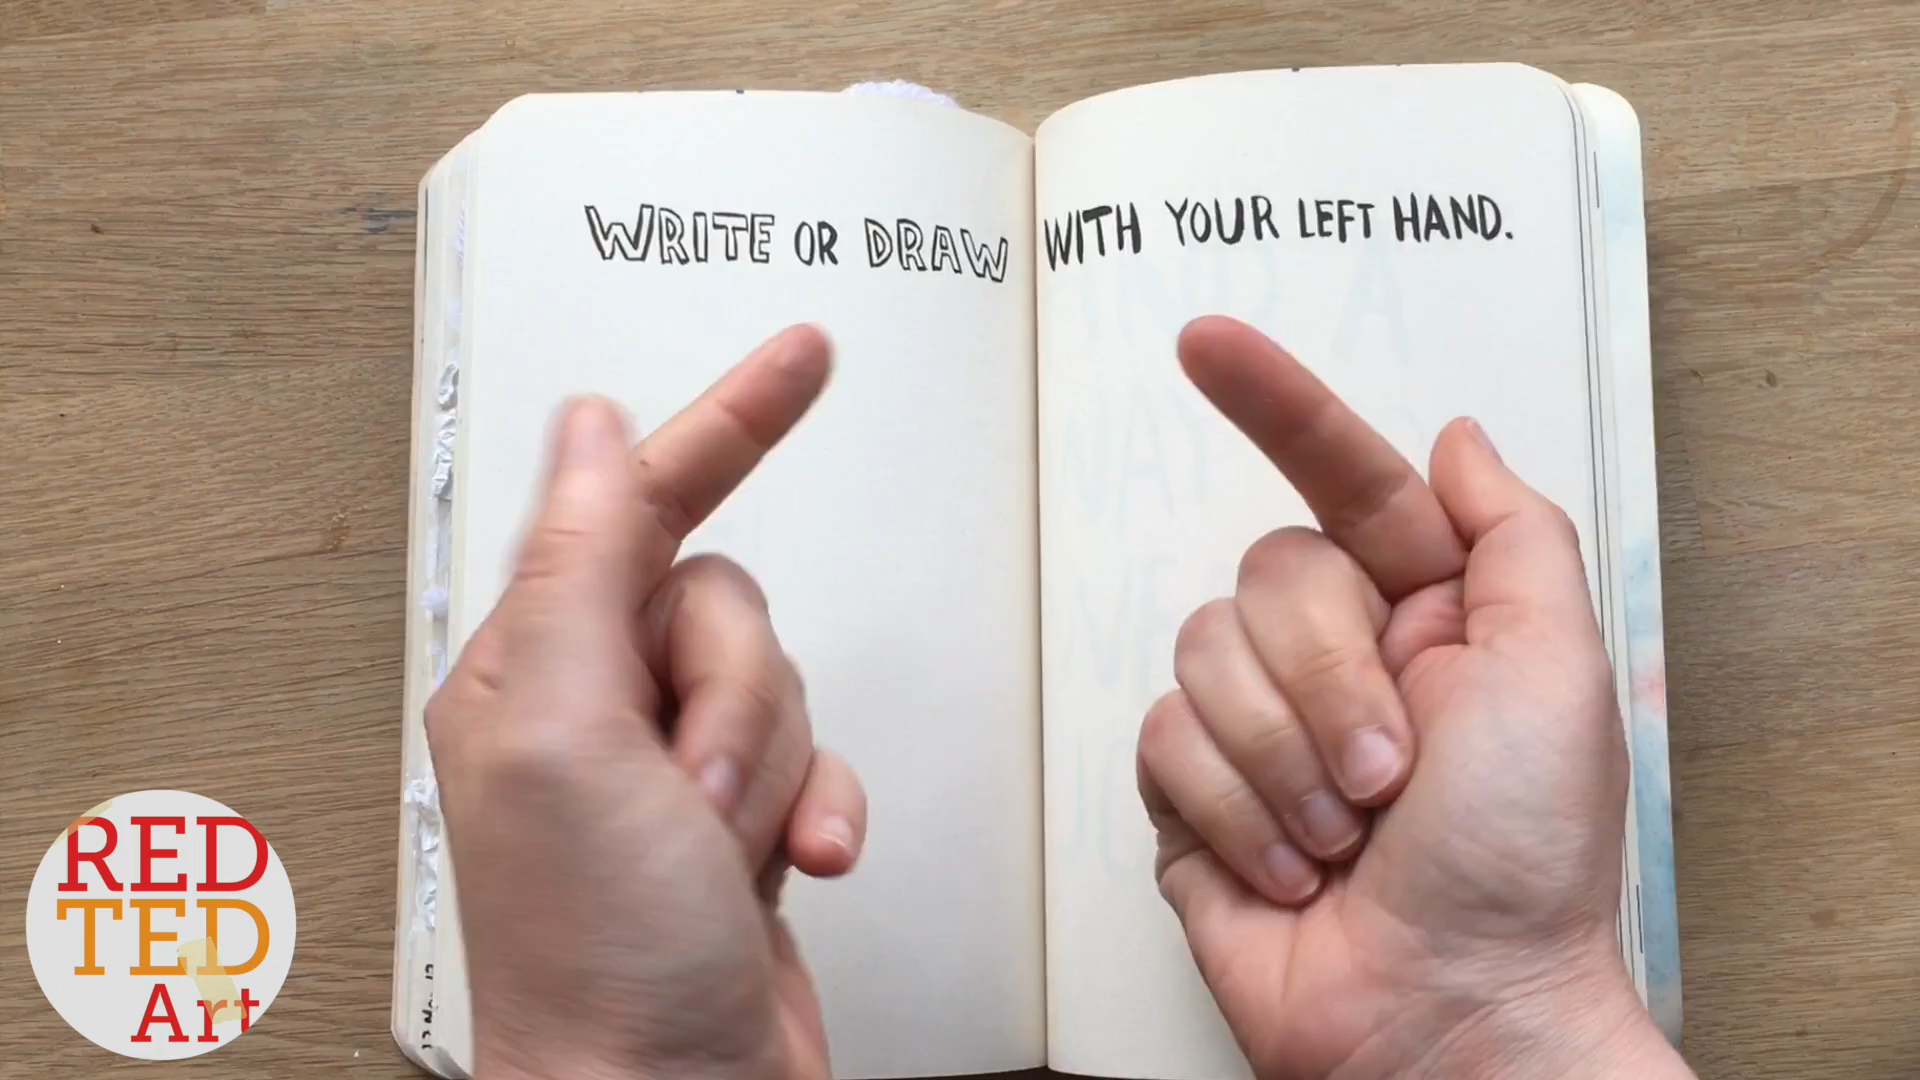 WRITE OR DRAW WITH YOUR LEFT HAND.
RED
TED
Art